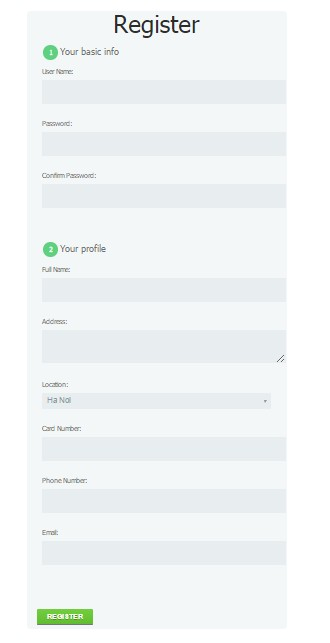 Register
1 Your basic info
User Name:
Password:
Confirm Password:
2 Your profile
Full Name:
Address:
Location:
Ha Noi
Card Number:
Phone Number:
Email:
REGISTER